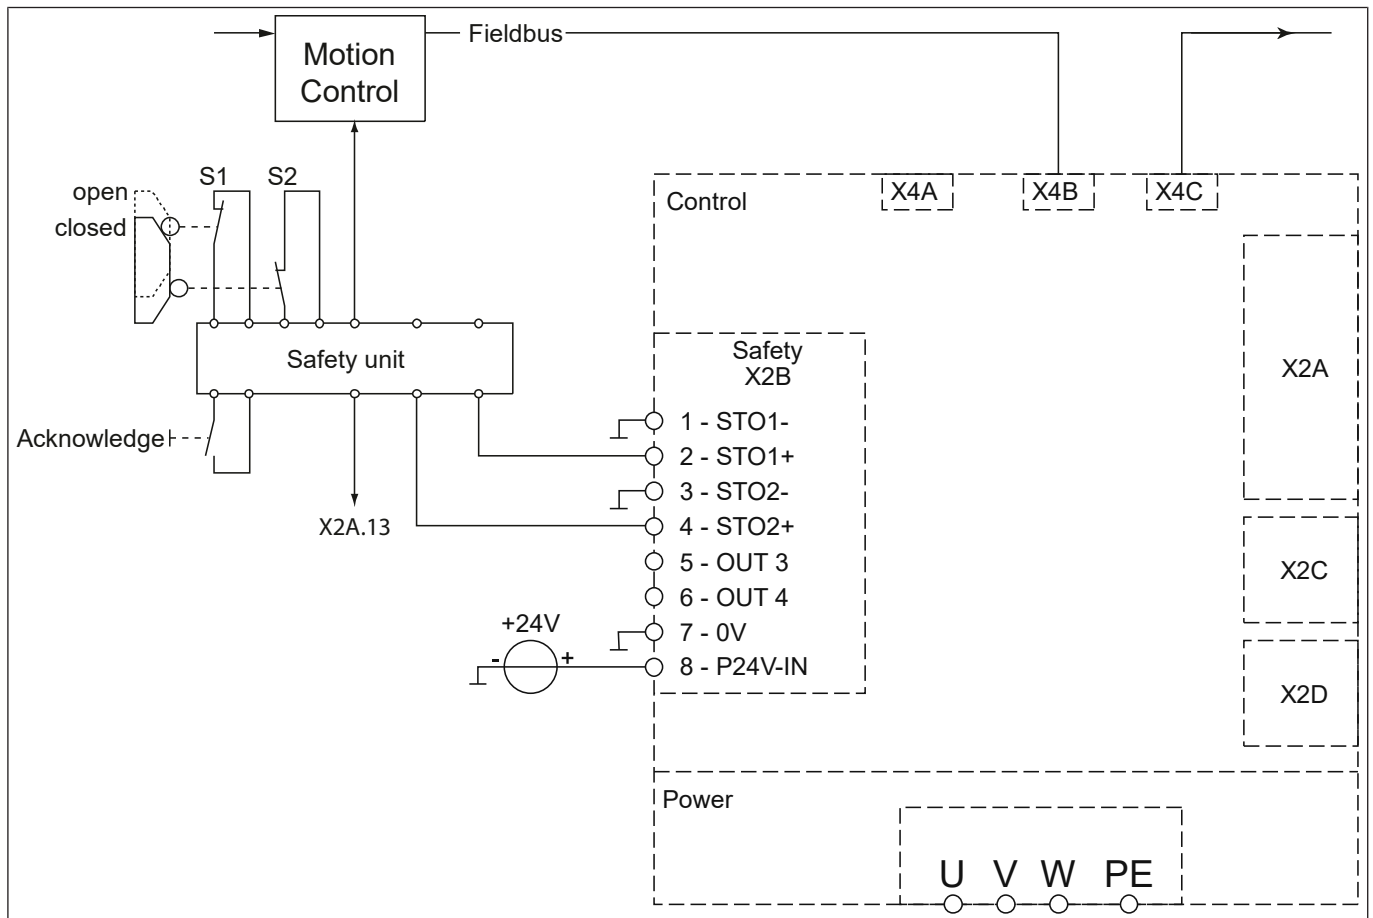 Fieldbus
Motion
Control
S1
S2
open
closed
Control
X4A
X4B
X4C
Safety unit
Safety
X2B
X2A
1 - STO1-
2 - STO1+
3 - STO2-
4 - STO2+
5 - OUT 3
6 - OUT 4
7 - 0V
8 - P24V-IN
Acknowledge
X2A.13
+24V
- +
X2C
X2D
Power
U V W PE